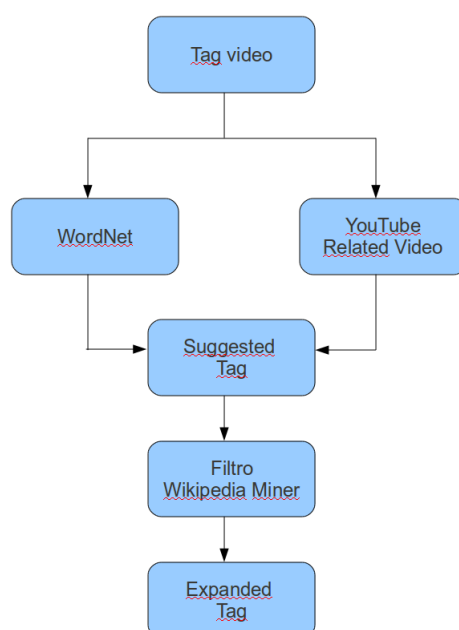 Tag video
WordNet
YouTube
Related Video
Suggested
Tag
Filtro
Wikipedia Miner
Expanded
Tag